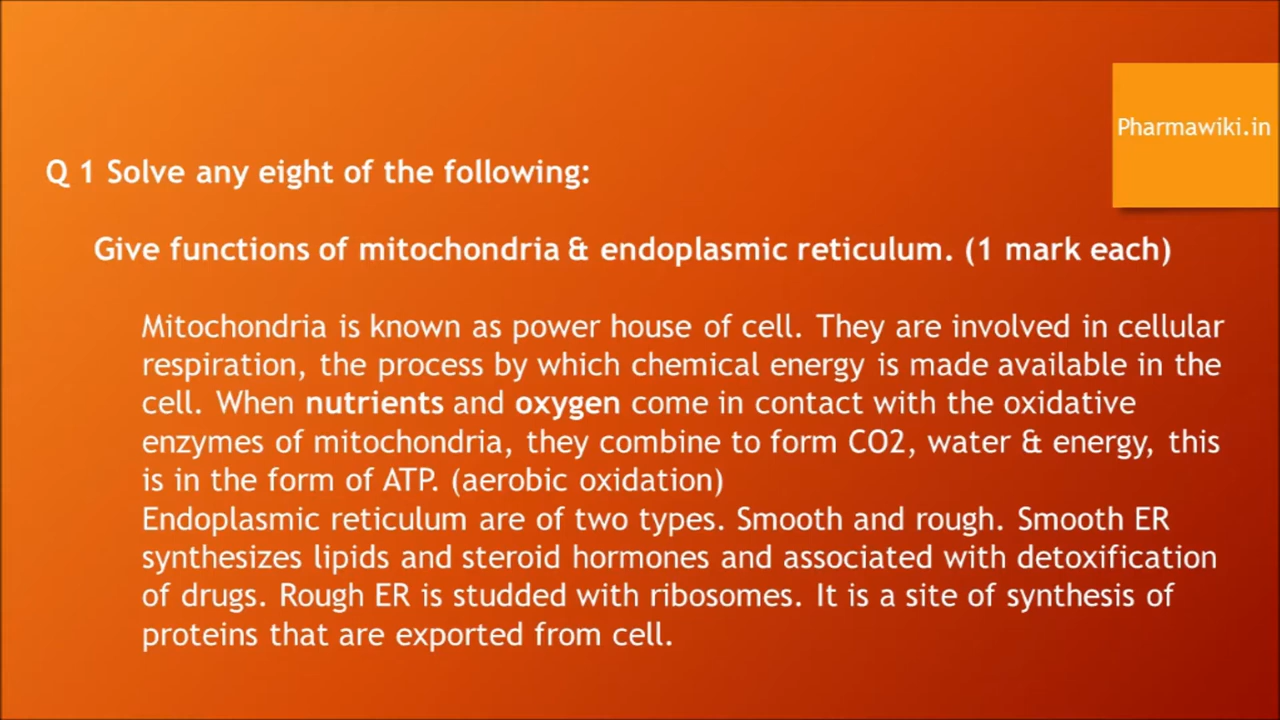 Pharmawiki.in
Q 1 Solve any eight of the following:
Give functions of mitochondria & endoplasmic reticulum. (1 mark each)
Mitochondria is known as power house of cell. They are involved in cellular
respiration, the process by which chemical energy is made available in the
cell. When nutrients and oxygen come in contact with the oxidative
enzymes of mitochondria, they combine to form CO2, water & energy, this
is in the form of ATP. (aerobic oxidation)
Endoplasmic reticulum are of two types. Smooth and rough. Smooth ER
synthesizes lipids and steroid hormones and associated with detoxification
of drugs. Rough ER is studded with ribosomes. It is a site of synthesis of
proteins that are exported from cell.